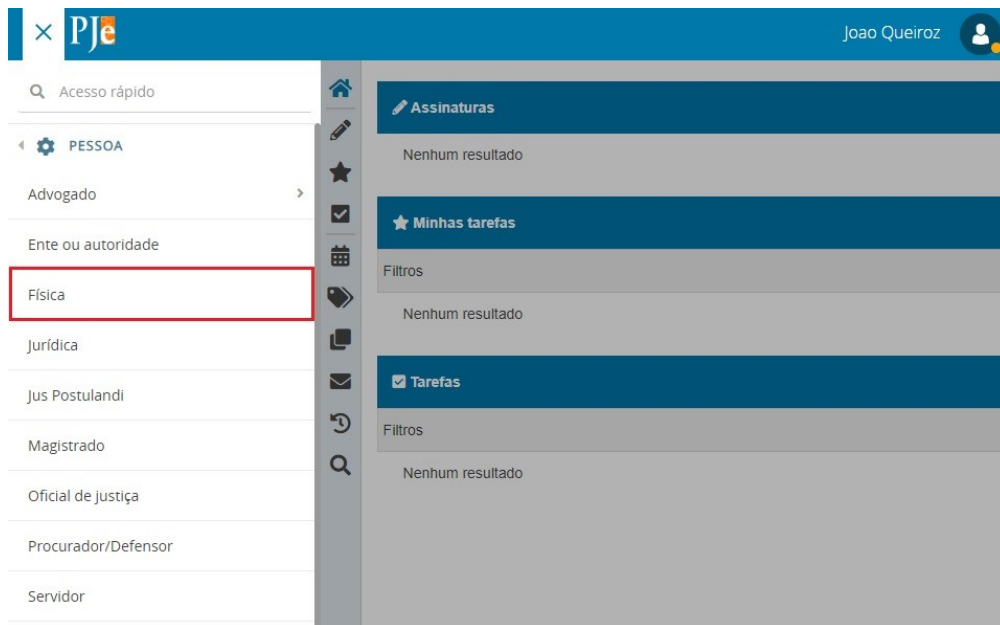 PJe
Joao Queiroz
Acesso rápido
PESSOA
Advogado
Ente ou autoridade
Física
Jurídica
Jus Postulandi
Magistrado
Oficial de justiça
Procurador/Defensor
Servidor
Assinaturas
Nenhum resultado
Minhas tarefas
Filtros
Nenhum resultado
Tarefas
Filtros
Nenhum resultado